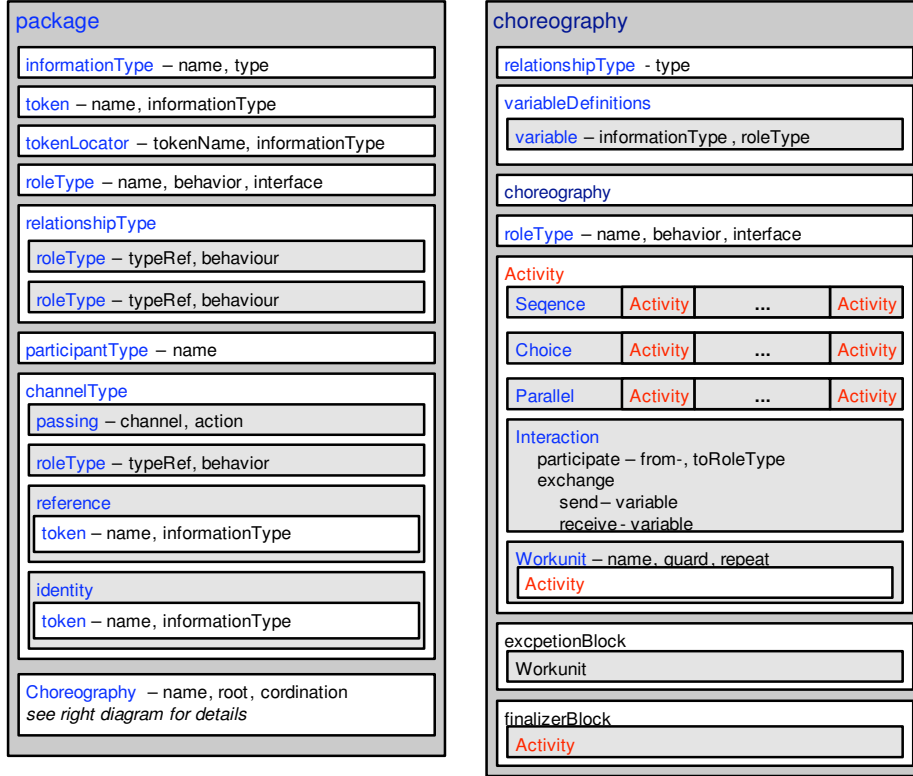 package
informationType – name, type
token – name, informationType
tokenLocator – tokenName, informationType
roleType – name, behavior, interface
relationshipType
roleType – typeRef, behaviour
roleType – typeRef, behaviour
participantType – name
channelType
passing – channel, action
roleType – typeRef, behavior
reference
token – name, informationType
identity
token – name, informationType
Choreography – name, root, cordination
see right diagram for details
choreography
relationshipType - type
variableDefinitions
variable – informationType , roleType
choreography
roleType – name, behavior, interface
Activity
Seqence Activity ... Activity
Choice Activity ... Activity
Parallel Activity ... Activity
Interaction
participate – from-, toRoleType
exchange
send – variable
receive - variable
Workunit – name, guard, repeat
Activity
excpetionBlock
Workunit
finalizerBlock
Activity